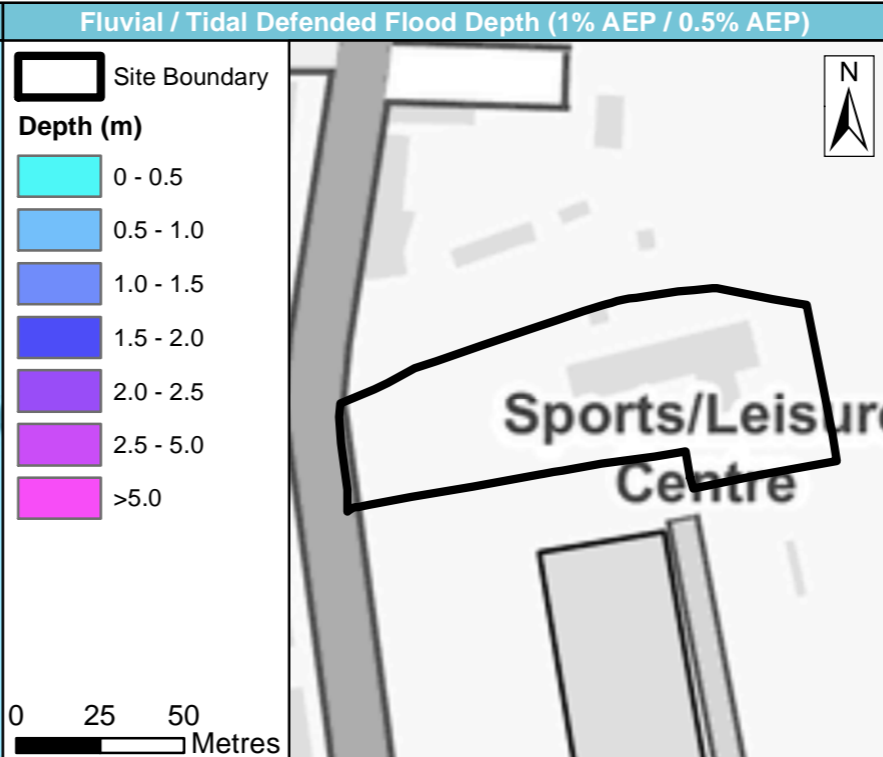 Fluvial / Tidal Defended Flood Depth (1% AEP / 0.5% AEP)
Site Boundary
Depth (m)
0 - 0.5
0.5 - 1.0
1.0 - 1.5
1.5 - 2.0
2.0 - 2.5
2.5 - 5.0
>5.0
0 25 50
Metres
N
Sports/Leisure
Centre